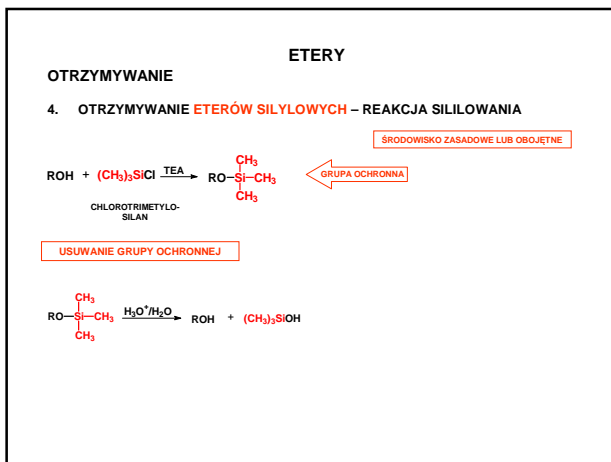 ETERY
OTRZYMYWANIE
4. OTRZYMYWANIE ETERÓW SILYLOWYCH – REAKCJA SILILOWANIA
ŚRODOWISKO ZASADOWE LUB OBOJĘTNE
ROH + (CH3)3SiCl TEA RO—Si—CH3
CH3
CH3
GRUPA OCHRONNA
CHLOROTRIMETYLO-
SILAN
USUWANIE GRUPY OCHRONNEJ
CH3
RO—Si—CH3 H3O+/H2O ROH + (CH3)3SiOH
CH3